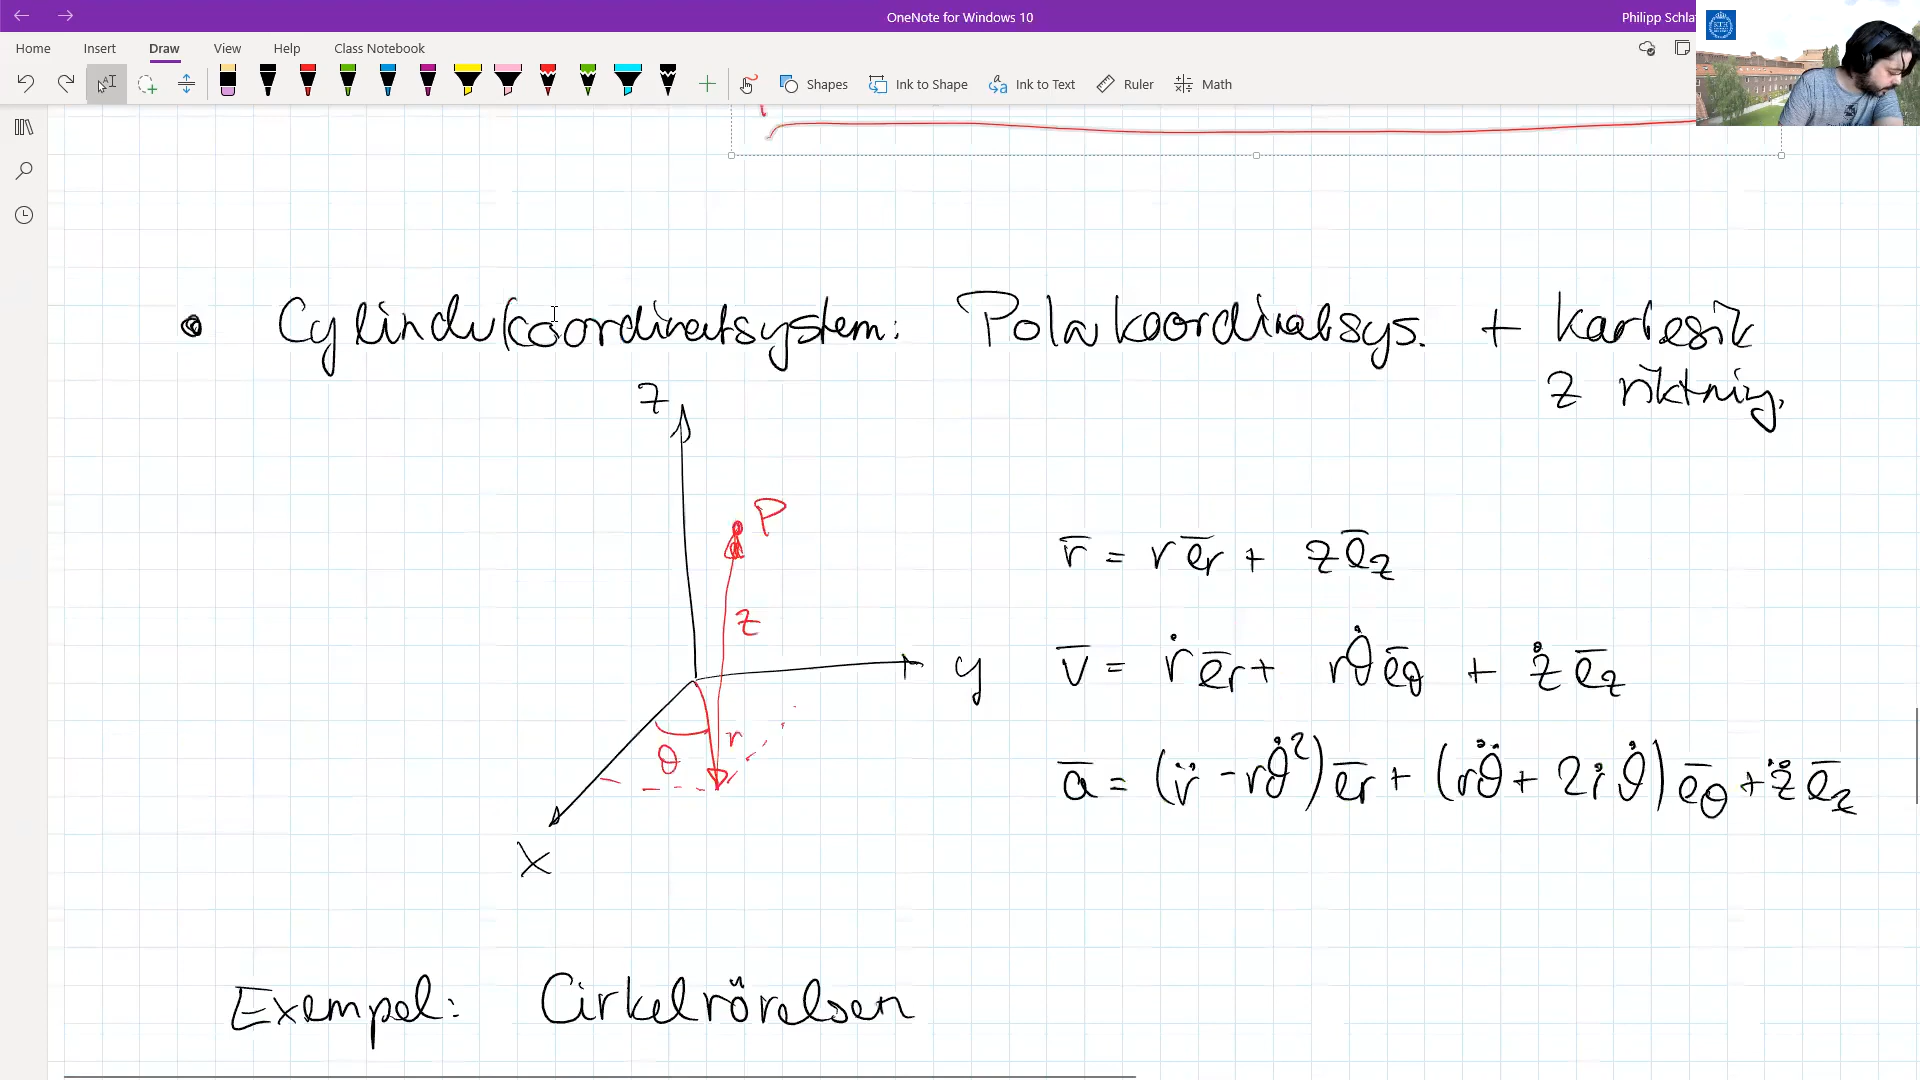 OneNote for Windows 10
Philipp Schla
Home Insert Draw View Help Class Notebook
Shapes Ink to Shape Ink to Text Ruler Math
• Cylinderkoordinatsystem: Polarkoordinatsys. + kartesik
z riktning.
z
P
z
y
r
θ
x
r̄ = r ēr + z ēz
v̄ = ṙ ēr + rθ̇ ēθ + ż ēz
ā = (r̈ - rθ̇²) ēr + (rθ̈ + 2ṙ θ̇) ēθ + z̈ ēz
Exempel: Cirkelrörelsen